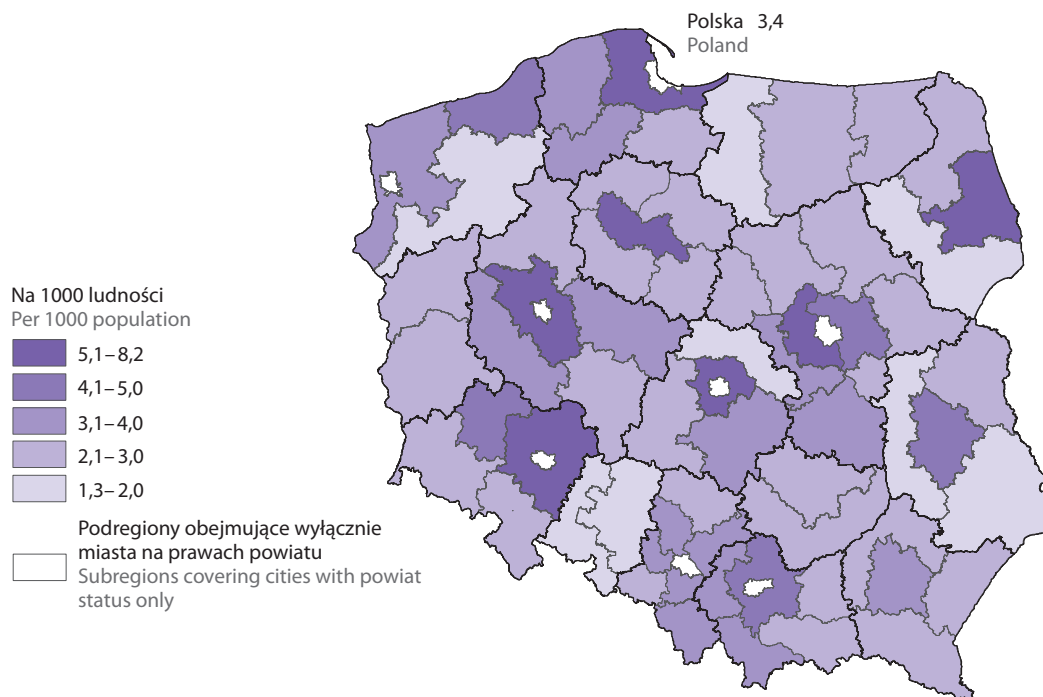 Polska 3,4
Poland
Na 1000 ludności
Per 1000 population
5,1–8,2
4,1–5,0
3,1–4,0
2,1–3,0
1,3–2,0
Podregiony obejmujące wyłącznie
miasta na prawach powiatu
Subregions covering cities with powiat
status only